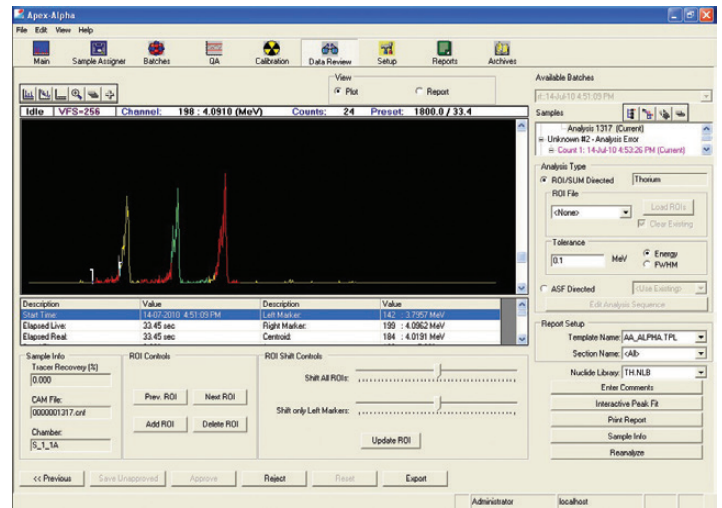 Apex-Alpha
File Edit View Help
Main Sample Assigner Batches QA Calibration Data Review Setup Reports Archives
View
Plot Report
Available Batches
14-Jul-10 4:51:09 PM
Idle VFS=256 Channel: 198 : 4.0910 (MeV) Counts: 24 Preset: 1800.0 / 33.4
Samples
Analysis 1317 (Current)
Unknown #2 - Analysis Error
Count 1: 14-Jul-10 4:53:26 PM (Current)
Analysis Type
ROI/SUM Directed Thorium
ROI File
<None> Load ROIs
Clear Existing
Tolerance
0.1 MeV Energy
FWHM
ASF Directed <Use Existing>
Edit Analysis Sequence
Description Value Description Value
Start Time: 14-07-2010 4:51:09 PM Left Marker: 142 : 3.7957 MeV
Elapsed Live: 33.45 sec Right Marker: 199 : 4.0962 MeV
Elapsed Real: 33.45 sec Centroid: 184 : 4.0191 MeV
Report Setup
Template Name: AA_ALPHA.TPL
Section Name: <All>
Nuclide Library: TH.NLB
Enter Comments
Interactive Peak Fit
Print Report
Sample Info
Reanalyze
Sample Info
Tracer Recovery (%)
0.000
CAM File:
0000001317.cnf
Chamber:
S_1_1A
ROI Controls
Prev. ROI Next ROI
Add ROI Delete ROI
ROI Shift Controls
Shift All ROIs:
Shift only Left Markers:
Update ROI
<< Previous Save Unapproved Approve Reject Reset Export
Administrator localhost